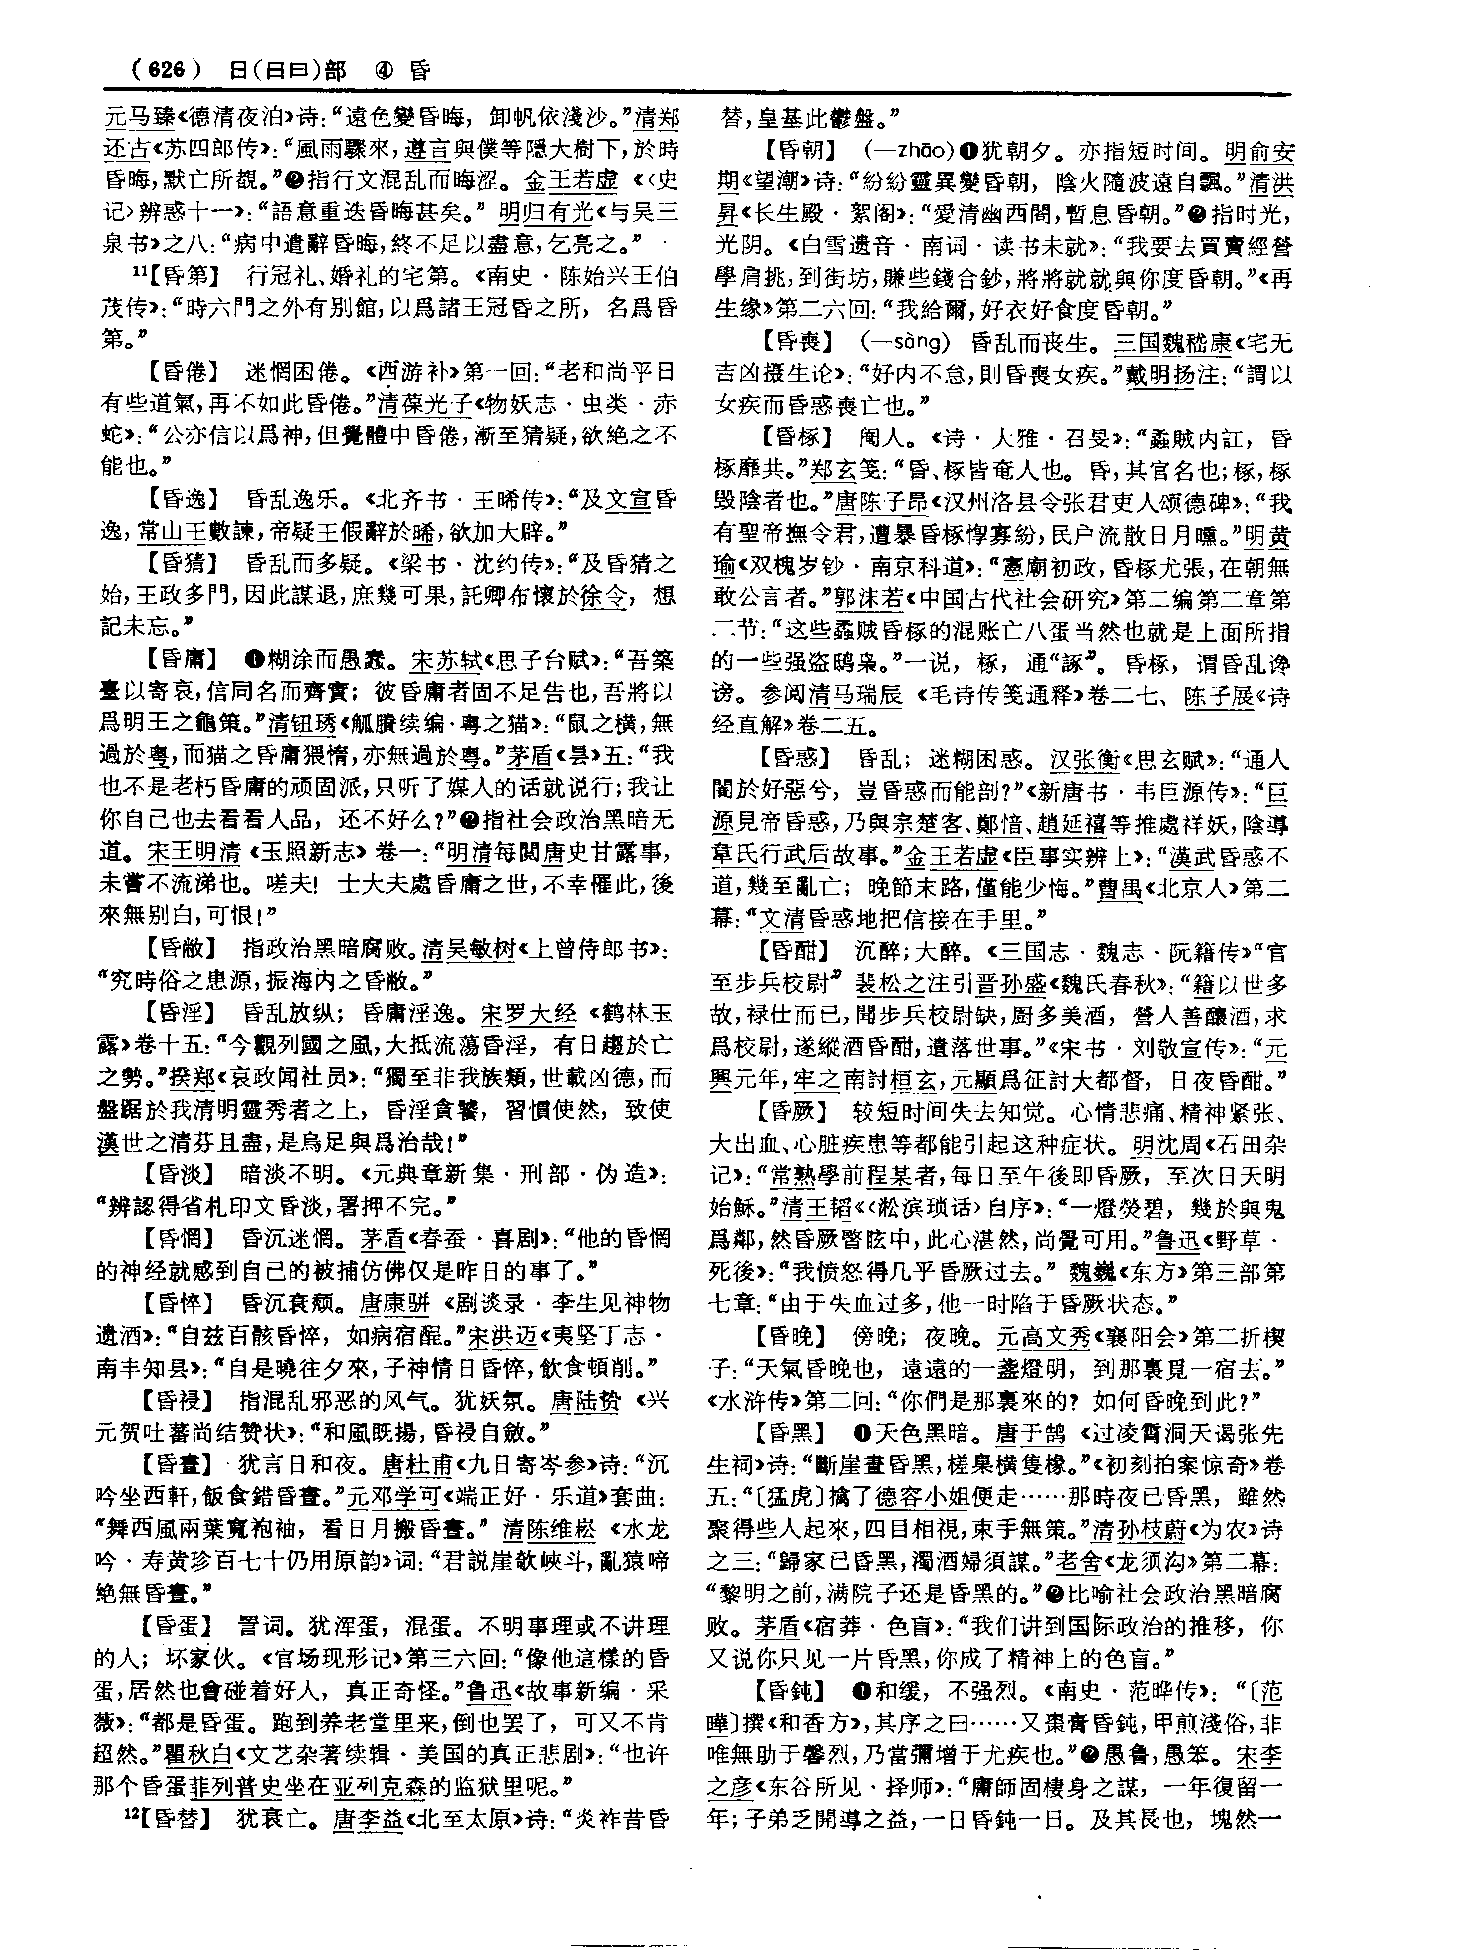 （626） 日(日曰)部 ④ 昏
元马臻《德清夜泊》诗：“遠色變昏晦，卸帆依淺沙。”清郑
还古《苏四郎传》：“風雨驟來，遵言與僕等隱大樹下，於時
昏晦，默亡所覩。”❷指行文混乱而晦涩。金王若虚《〈史
记〉辨惑十一》：“語意重迭昏晦甚矣。”明归有光《与吴三
泉书》之八：“病中遣辭昏晦，終不足以盡意，乞亮之。”
11【昏第】 行冠礼、婚礼的宅第。《南史·陈始兴王伯
茂传》：“時六門之外有别館，以爲諸王冠昏之所，名爲昏
第。”
【昏倦】 迷惘困倦。《西游补》第一回：“老和尚平日
有些道氣，再不如此昏倦。”清葆光子《物妖志·虫类·赤
蛇》：“公亦信以爲神，但覺體中昏倦，漸至猜疑，欲絶之不
能也。”
【昏逸】 昏乱逸乐。《北齐书·王晞传》：“及文宣昏
逸，常山王數諫，帝疑王假辭於晞，欲加大辟。”
【昏猜】 昏乱而多疑。《梁书·沈约传》：“及昏猜之
始，王政多門，因此謀退，庶幾可果，託卿布懷於徐令，想
記未忘。”
【昏庸】 ❶糊涂而愚蠢。宋苏轼《思子台赋》：“吾築
臺以寄哀，信同名而齊實；彼昏庸者固不足告也，吾將以
爲明王之龜策。”清钮琇《觚賸续编·粤之猫》：“鼠之横，無
過於粤，而猫之昏庸猥惰，亦無過於粤。”茅盾《昙》五：“我
也不是老朽昏庸的顽固派，只听了媒人的话就说行；我让
你自己也去看看人品，还不好么？”❷指社会政治黑暗无
道。宋王明清《玉照新志》卷一：“明清每閲唐史甘露事，
未嘗不流涕也。嗟夫！士大夫處昏庸之世，不幸罹此，後
來無别白，可恨！”
【昏敝】 指政治黑暗腐败。清吴敏树《上曾侍郎书》：
“究時俗之患源，振海内之昏敝。”
【昏淫】 昏乱放纵；昏庸淫逸。宋罗大经《鹤林玉
露》卷十五：“今觀列國之風，大抵流蕩昏淫，有日趨於亡
之勢。”揆郑《哀政闻社员》：“獨至非我族類，世載凶德，而
盤踞於我清明靈秀者之上，昏淫貪饕，習慣使然，致使
漢世之清芬且盡，是烏足與爲治哉！”
【昏淡】 暗淡不明。《元典章新集·刑部·伪造》：
“辨認得省札印文昏淡，署押不完。”
【昏惘】 昏沉迷惘。茅盾《春蚕·喜剧》：“他的昏惘
的神经就感到自己的被捕仿佛仅是昨日的事了。”
【昏悴】 昏沉衰颓。唐康骈《剧谈录·李生见神物
遗酒》：“自兹百骸昏悴，如病宿酲。”宋洪迈《夷坚丁志·
南丰知县》：“自是曉往夕來，子神情日昏悴，飲食頓削。”
【昏祲】 指混乱邪恶的风气。犹妖氛。唐陆贽《兴
元贺吐蕃尚结赞状》：“和風既揚，昏祲自斂。”
【昏晝】 犹言日和夜。唐杜甫《九日寄岑参》诗：“沉
吟坐西軒，飯食錯昏晝。”元邓学可《端正好·乐道》套曲：
“舞西風兩葉寬袍袖，看日月搬昏晝。”清陈维崧《水龙
吟·寿黄珍百七十仍用原韵》词：“君説崖欹峽斗，亂猿啼
絶無昏晝。”
【昏蛋】 詈词。犹浑蛋，混蛋。不明事理或不讲理
的人；坏家伙。《官场现形记》第三六回：“像他這樣的昏
蛋，居然也會碰着好人，真正奇怪。”鲁迅《故事新编·采
薇》：“都是昏蛋。跑到养老堂里来，倒也罢了，可又不肯
超然。”瞿秋白《文艺杂著续辑·美国的真正悲剧》：“也许
那个昏蛋菲列普史坐在亚列克森的监狱里呢。”
12【昏替】 犹衰亡。唐李益《北至太原》诗：“炎祚昔昏
替，皇基此鬱盤。”
【昏朝】 （—zhāo）❶犹朝夕。亦指短时间。明俞安
期《望潮》诗：“紛紛靈異變昏朝，陰火隨波遠自飄。”清洪
昇《长生殿·絮阁》：“愛清幽西閣，暫息昏朝。”❷指时光，
光阴。《白雪遗音·南词·读书未就》：“我要去買賣經營
學肩挑，到街坊，賺些錢合鈔，將將就就與你度昏朝。”《再
生缘》第二六回：“我給爾，好衣好食度昏朝。”
【昏喪】 （—sàng） 昏乱而丧生。三国魏嵇康《宅无
吉凶摄生论》：“好内不怠，則昏喪女疾。”戴明扬注：“謂以
女疾而昏惑喪亡也。”
【昏椓】 阉人。《诗·大雅·召旻》：“蟊賊内訌，昏
椓靡共。”郑玄笺：“昏、椓皆奄人也。昏，其官名也；椓，椓
毁陰者也。”唐陈子昂《汉州洛县令张君吏人颂德碑》：“我
有聖帝撫令君，遭暴昏椓惸寡紛，民户流散日月曛。”明黄
瑜《双槐岁钞·南京科道》：“憲廟初政，昏椓尤張，在朝無
敢公言者。”郭沫若《中国古代社会研究》第二编第二章第
二节：“这些蟊贼昏椓的混账亡八蛋当然也就是上面所指
的一些强盗鸱枭。”一说，椓，通“諑”。昏椓，谓昏乱谗
谤。参阅清马瑞辰《毛诗传笺通释》卷二七、陈子展《诗
经直解》卷二五。
【昏惑】 昏乱；迷糊困惑。汉张衡《思玄赋》：“通人
闇於好惡兮，豈昏惑而能剖？”《新唐书·韦巨源传》：“巨
源見帝昏惑，乃與宗楚客、鄭愔、趙延禧等推處祥妖，陰導
韋氏行武后故事。”金王若虚《臣事实辨上》：“漢武昏惑不
道，幾至亂亡；晚節末路，僅能少悔。”曹禺《北京人》第二
幕：“文清昏惑地把信接在手里。”
【昏酣】 沉醉；大醉。《三国志·魏志·阮籍传》“官
至步兵校尉” 裴松之注引晋孙盛《魏氏春秋》：“籍以世多
故，禄仕而已，聞步兵校尉缺，厨多美酒，營人善釀酒，求
爲校尉，遂縱酒昏酣，遺落世事。”《宋书·刘敬宣传》：“元
興元年，牢之南討桓玄，元顯爲征討大都督，日夜昏酣。”
【昏厥】 较短时间失去知觉。心情悲痛、精神紧张、
大出血、心脏疾患等都能引起这种症状。明沈周《石田杂
记》：“常熟學前程某者，每日至午後即昏厥，至次日天明
始穌。”清王韬《〈淞滨琐话〉自序》：“一燈熒碧，幾於與鬼
爲鄰，然昏厥瞀眩中，此心湛然，尚覺可用。”鲁迅《野草·
死後》：“我愤怒得几乎昏厥过去。”魏巍《东方》第三部第
七章：“由于失血过多，他一时陷于昏厥状态。”
【昏晚】 傍晚；夜晚。元高文秀《襄阳会》第二折楔
子：“天氣昏晚也，遠遠的一盞燈明，到那裏覓一宿去。”
《水浒传》第二回：“你們是那裏來的？如何昏晚到此？”
【昏黑】 ❶天色黑暗。唐于鹄《过凌霄洞天谒张先
生祠》诗：“斷崖晝昏黑，槎臬橫隻椽。”《初刻拍案惊奇》卷
五：“〔猛虎〕擒了德容小姐便走……那時夜已昏黑，雖然
聚得些人起來，四目相視，束手無策。”清孙枝蔚《为农》诗
之三：“歸家已昏黑，濁酒婦須謀。”老舍《龙须沟》第二幕：
“黎明之前，满院子还是昏黑的。”❷比喻社会政治黑暗腐
败。茅盾《宿莽·色盲》：“我们讲到国际政治的推移，你
又说你只见一片昏黑，你成了精神上的色盲。”
【昏鈍】 ❶和缓，不强烈。《南史·范晔传》：“〔范
曄〕撰《和香方》，其序之曰……又棗膏昏鈍，甲煎淺俗，非
唯無助于馨烈，乃當彌增于尤疾也。”❷愚鲁，愚笨。宋李
之彦《东谷所见·择师》：“庸師固棲身之謀，一年復留一
年；子弟乏開導之益，一日昏鈍一日。及其長也，塊然一